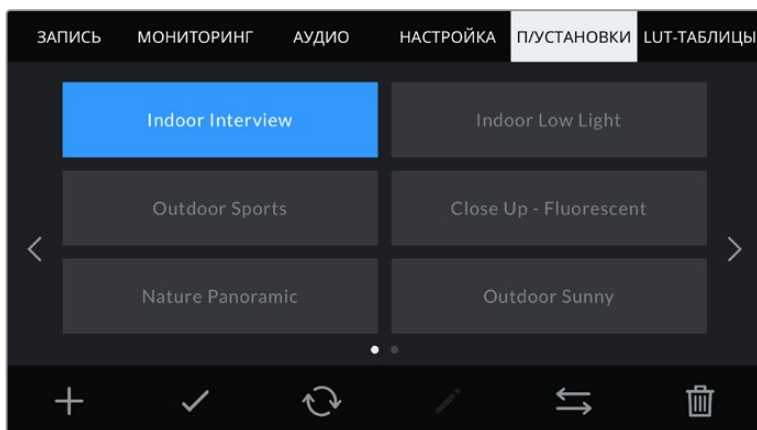 ЗАПИСЬ МОНИТОРИНГ АУДИО НАСТРОЙКА П/УСТАНОВКИ LUT-ТАБЛИЦЫ
Indoor Interview Indoor Low Light
Outdoor Sports Close Up - Fluorescent
Nature Panoramic Outdoor Sunny